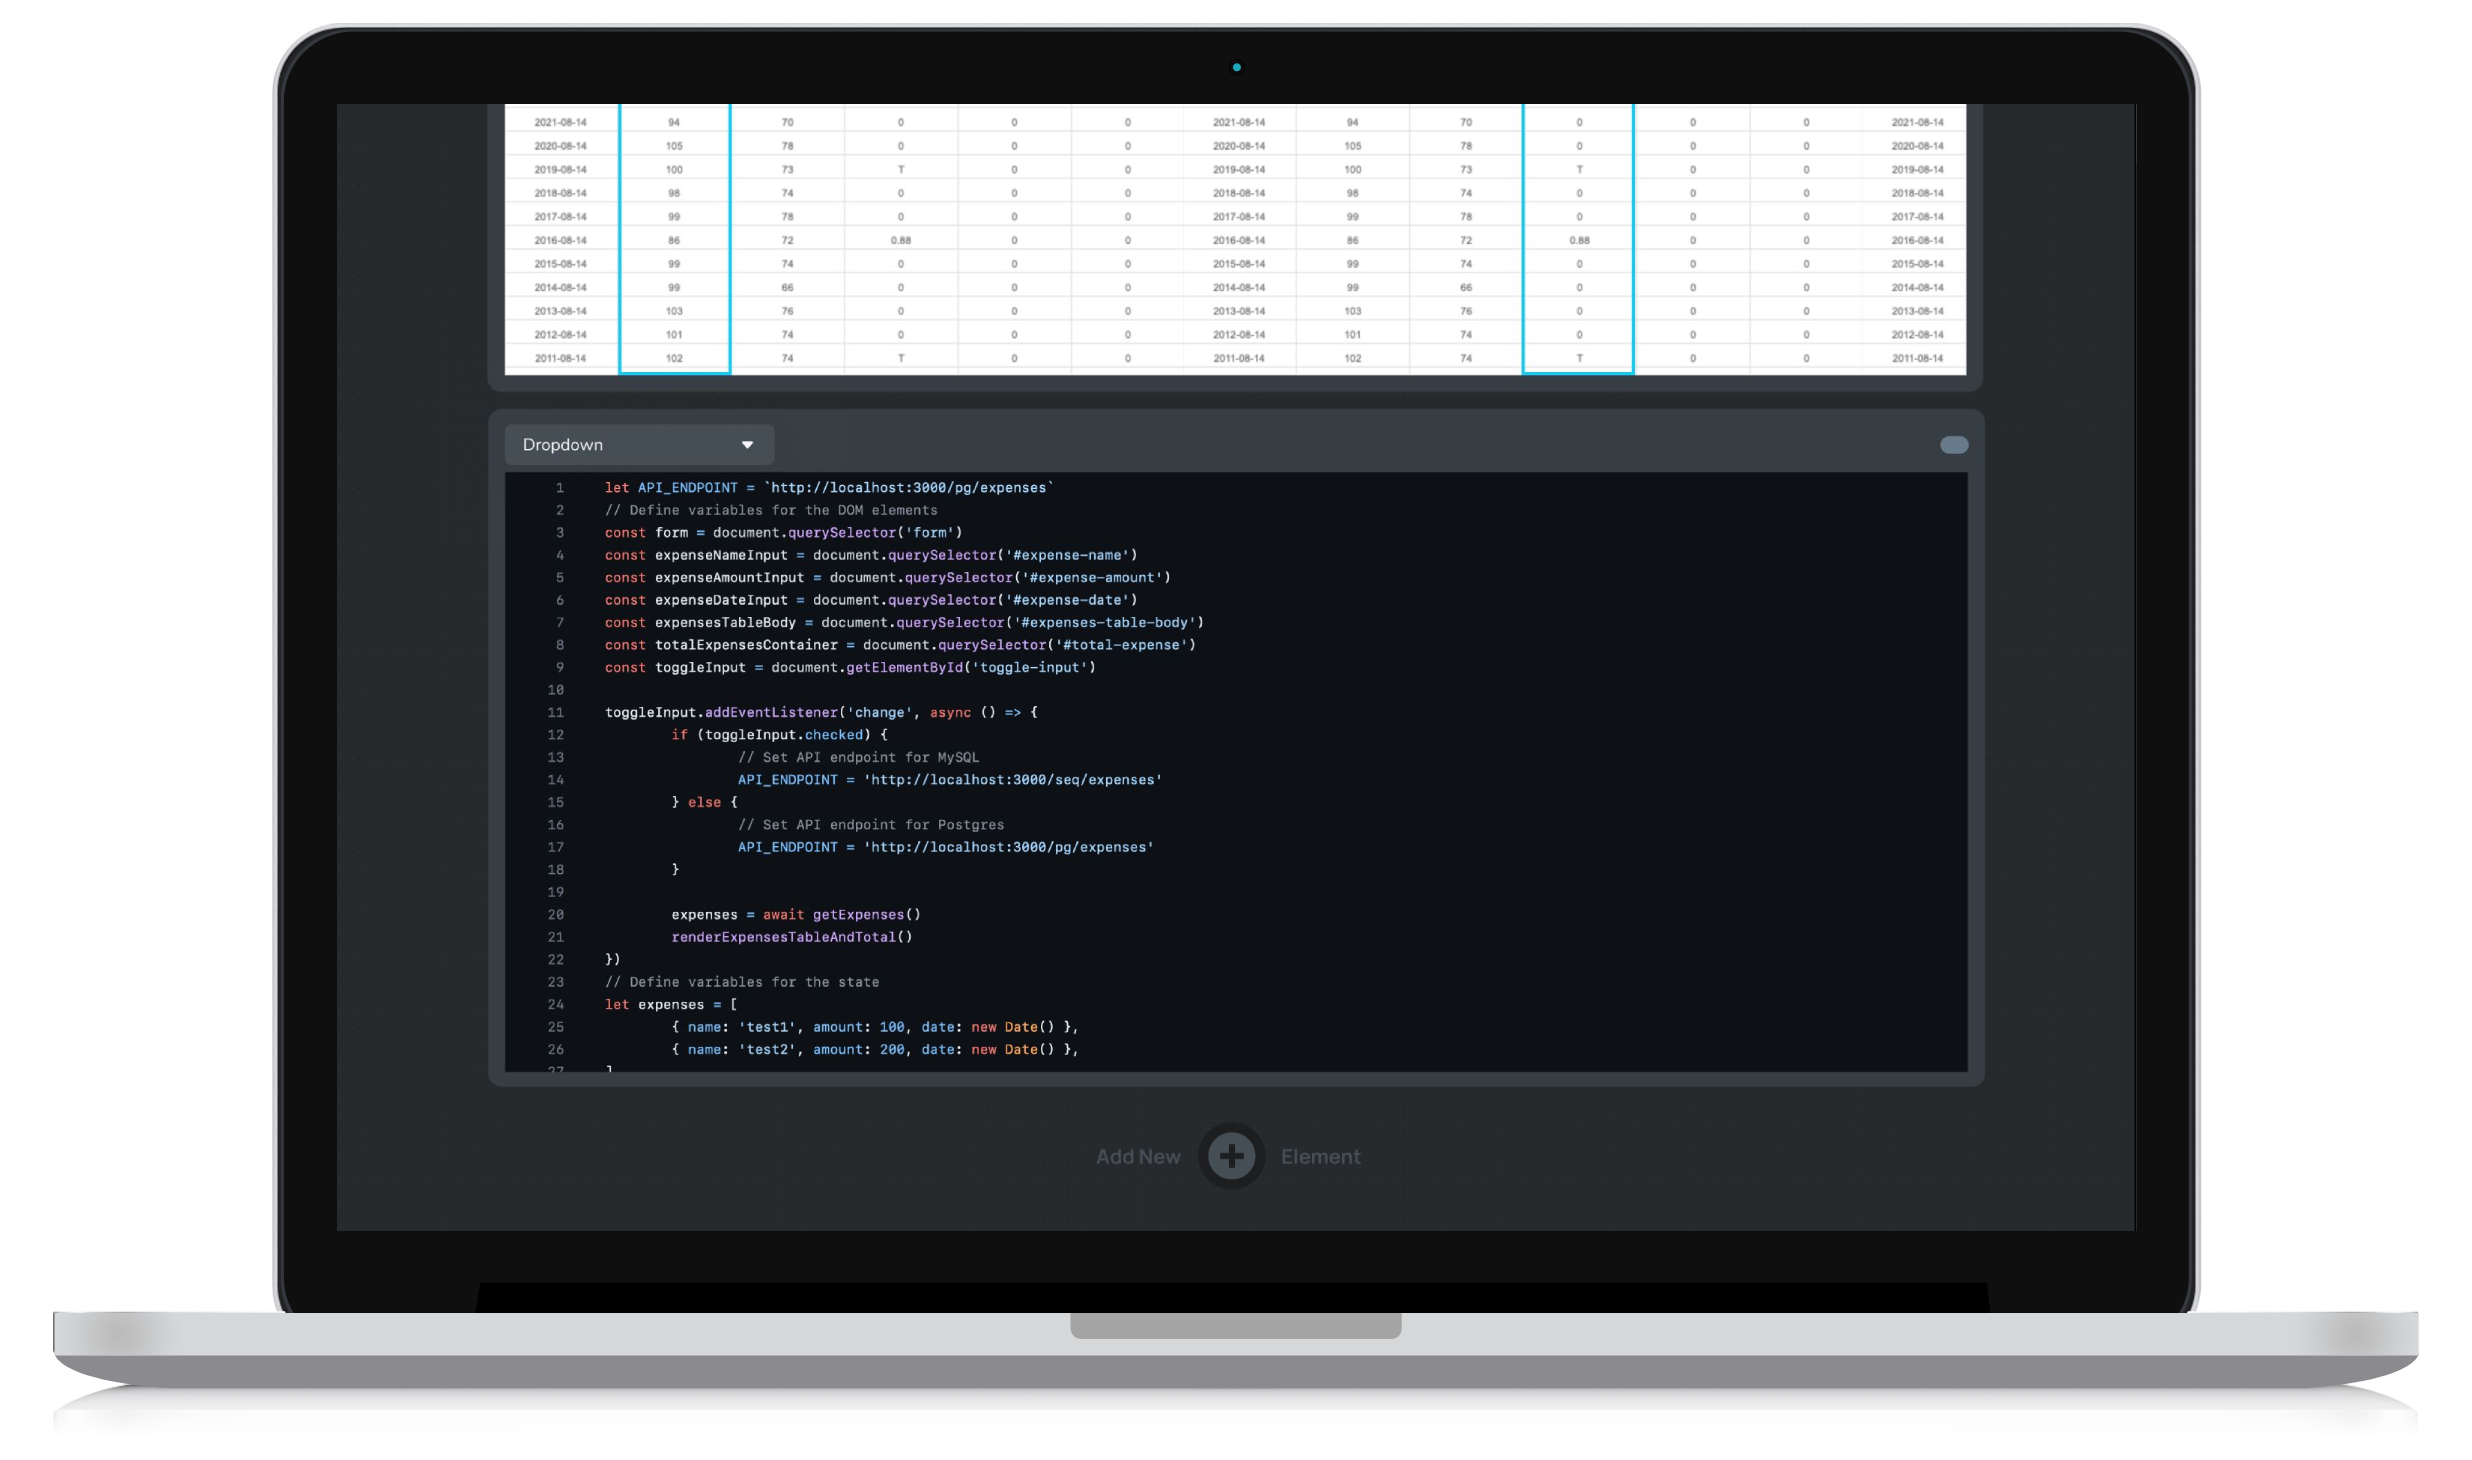 2021-08-14 94 70 0 0 0 2021-08-14 94 70 0 0 0 2021-08-14
2020-08-14 105 78 0 0 0 2020-08-14 105 78 0 0 0 2020-08-14
2019-08-14 100 73 T 0 0 2019-08-14 100 73 T 0 0 2019-08-14
2018-08-14 98 74 0 0 0 2018-08-14 98 74 0 0 0 2018-08-14
2017-08-14 99 78 0 0 0 2017-08-14 99 78 0 0 0 2017-08-14
2016-08-14 86 72 0.88 0 0 2016-08-14 86 72 0.88 0 0 2016-08-14
2015-08-14 99 74 0 0 0 2015-08-14 99 74 0 0 0 2015-08-14
2014-08-14 99 66 0 0 0 2014-08-14 99 66 0 0 0 2014-08-14
2013-08-14 103 76 0 0 0 2013-08-14 103 76 0 0 0 2013-08-14
2012-08-14 101 74 0 0 0 2012-08-14 101 74 0 0 0 2012-08-14
2011-08-14 102 74 T 0 0 2011-08-14 102 74 T 0 0 2011-08-14
Dropdown
1 let API_ENDPOINT = `http://localhost:3000/pg/expenses`
2 // Define variables for the DOM elements
3 const form = document.querySelector('form')
4 const expenseNameInput = document.querySelector('#expense-name')
5 const expenseAmountInput = document.querySelector('#expense-amount')
6 const expenseDateInput = document.querySelector('#expense-date')
7 const expensesTableBody = document.querySelector('#expenses-table-body')
8 const totalExpensesContainer = document.querySelector('#total-expense')
9 const toggleInput = document.getElementById('toggle-input')
10
11 toggleInput.addEventListener('change', async () => {
12 if (toggleInput.checked) {
13 // Set API endpoint for MySQL
14 API_ENDPOINT = 'http://localhost:3000/seq/expenses'
15 } else {
16 // Set API endpoint for Postgres
17 API_ENDPOINT = 'http://localhost:3000/pg/expenses'
18 }
19
20 expenses = await getExpenses()
21 renderExpensesTableAndTotal()
22 })
23 // Define variables for the state
24 let expenses = [
25 { name: 'test1', amount: 100, date: new Date() },
26 { name: 'test2', amount: 200, date: new Date() },
27 ]
Add New + Element